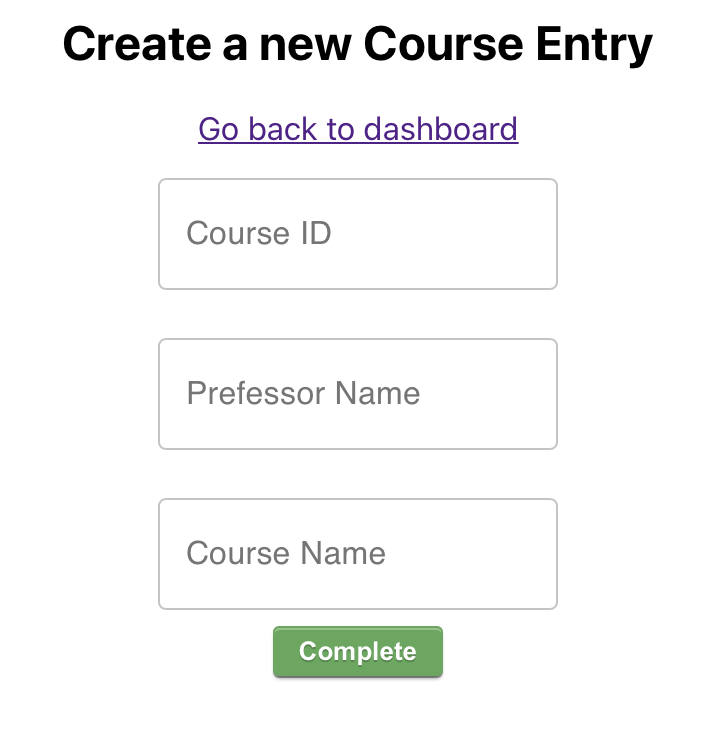 Create a new Course Entry
Go back to dashboard
Course ID
Prefessor Name
Course Name
Complete